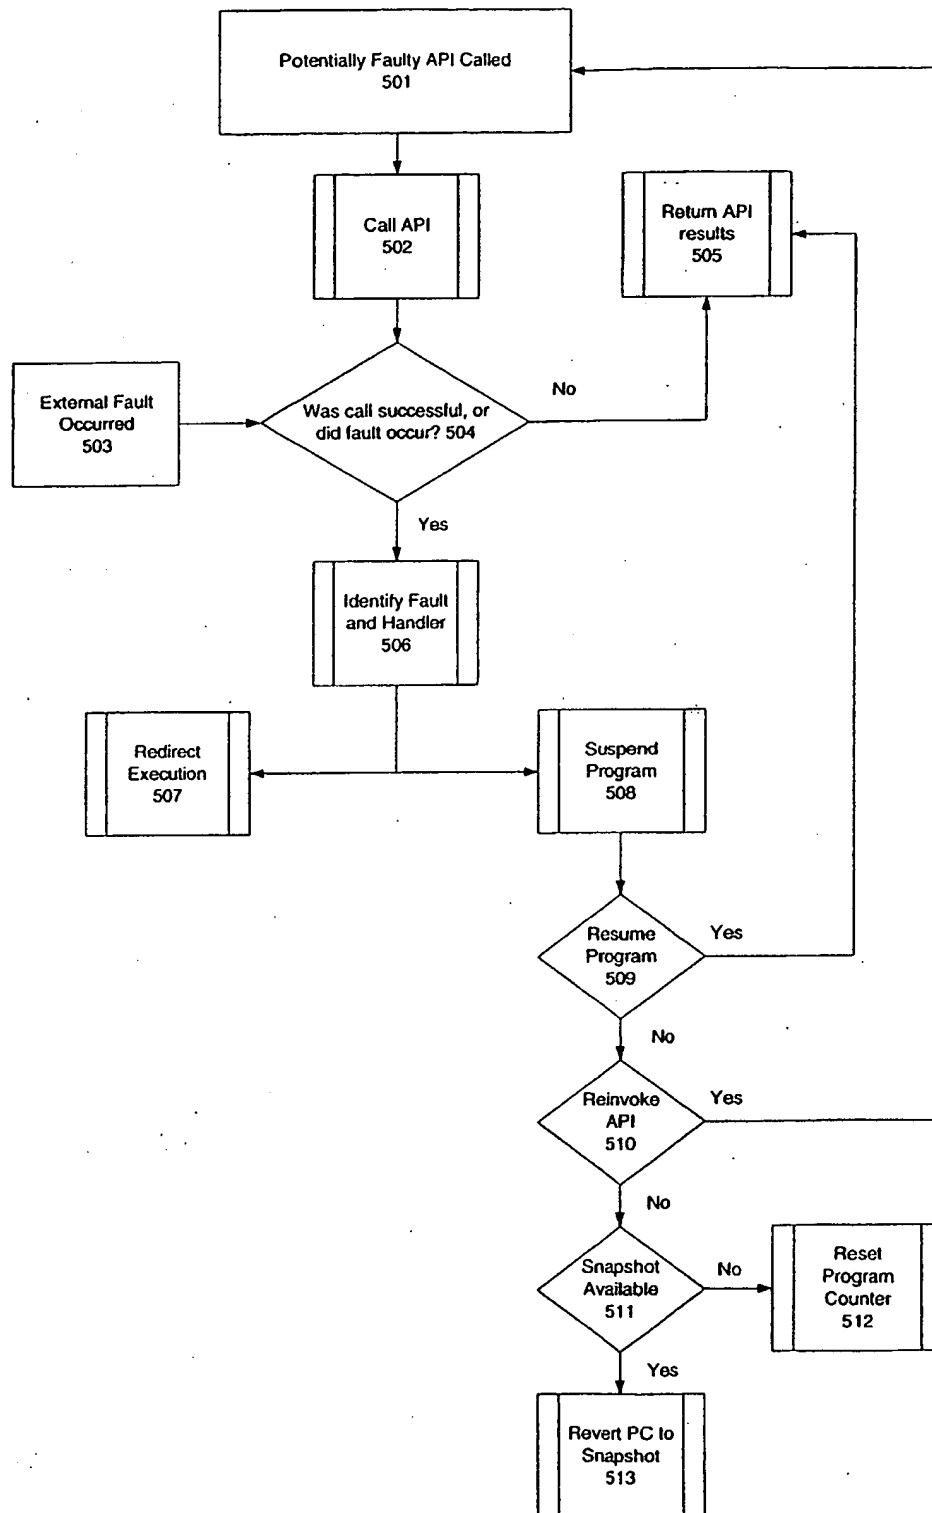 Potentially Faulty API Called
501
Call API
502
Return API
results
505
External Fault
Occurred
503
Was call successful, or
did fault occur? 504
No
Yes
Identify Fault
and Handler
506
Redirect
Execution
507
Suspend
Program
508
Resume
Program
509
Yes
No
Reinvoke
API
510
Yes
No
Snapshot
Available
511
No
Reset
Program
Counter
512
Yes
Revert PC to
Snapshot
513